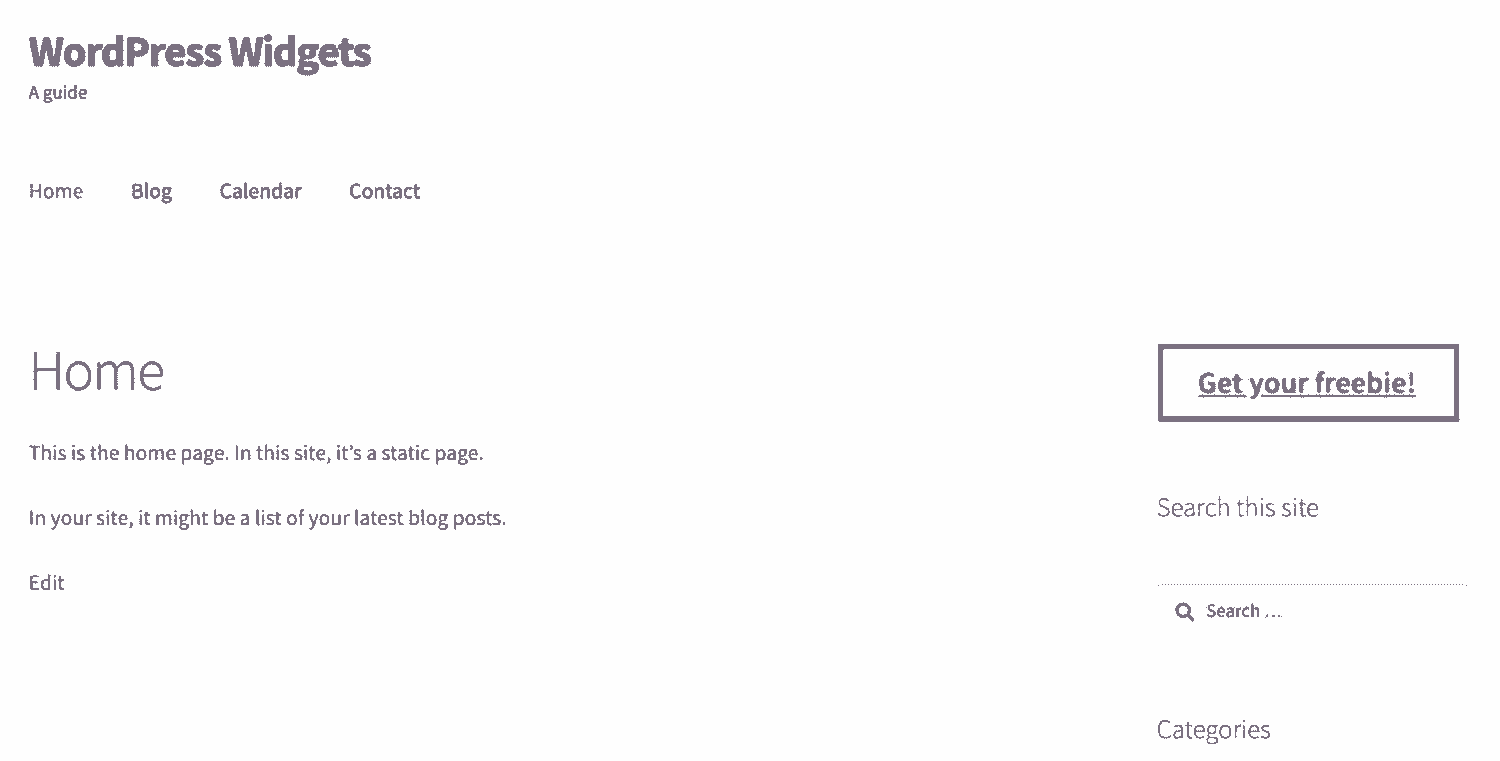 WordPress Widgets
A guide
Home Blog Calendar Contact
Home
This is the home page. In this site, it's a static page.
In your site, it might be a list of your latest blog posts.
Edit
Get your freebie!
Search this site
Search ...
Categories